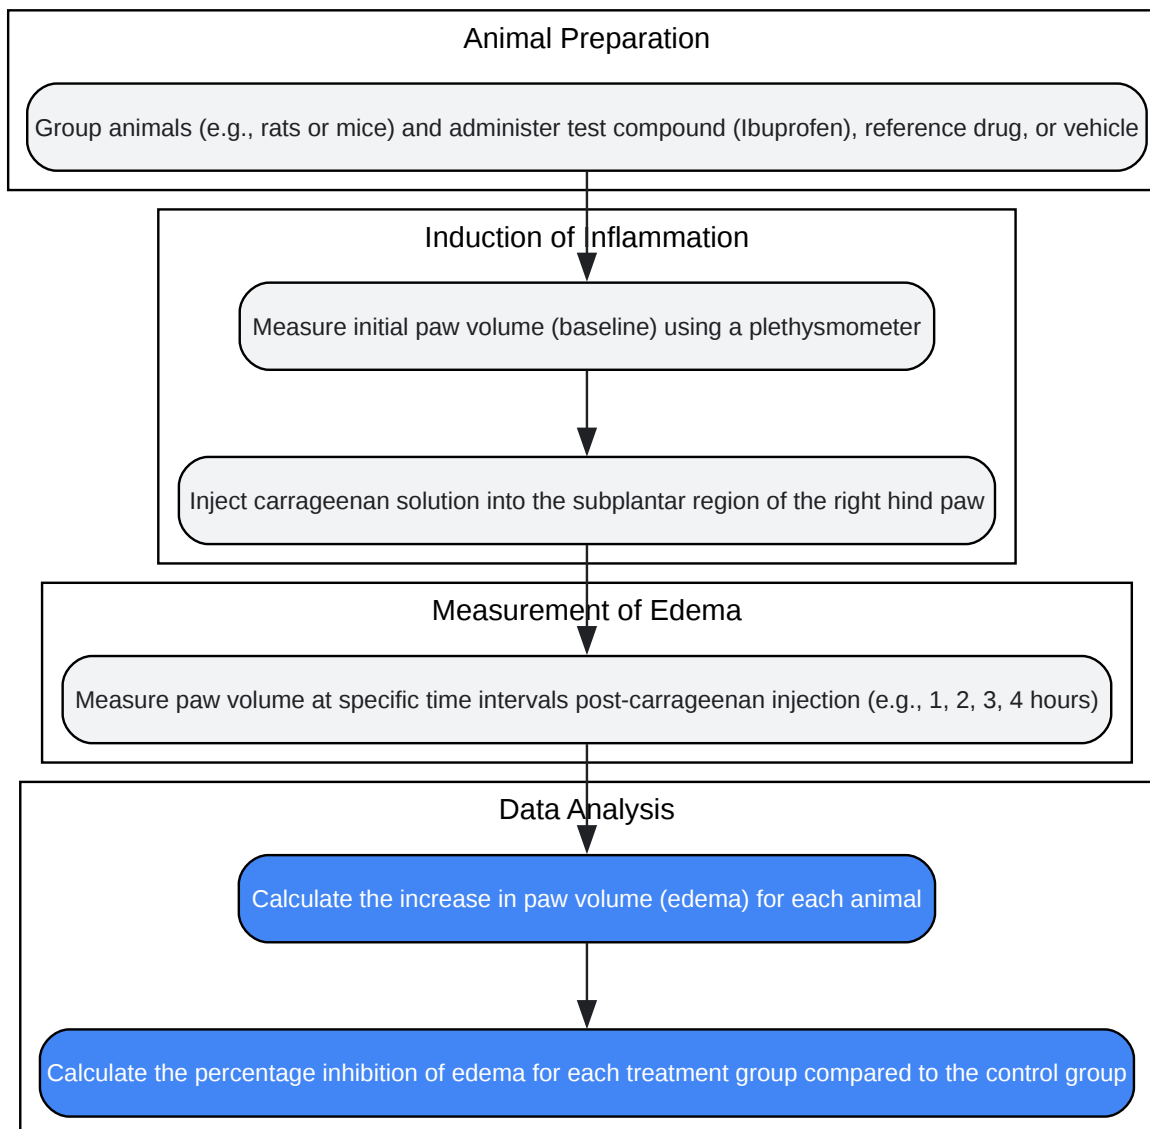 Animal Preparation
Group animals (e.g., rats or mice) and administer test compound (Ibuprofen), reference drug, or vehicle
Induction of Inflammation
Measure initial paw volume (baseline) using a plethysmometer
Inject carrageenan solution into the subplantar region of the right hind paw
Measurement of Edema
Measure paw volume at specific time intervals post-carrageenan injection (e.g., 1, 2, 3, 4 hours)
Data Analysis
Calculate the increase in paw volume (edema) for each animal
Calculate the percentage inhibition of edema for each treatment group compared to the control group